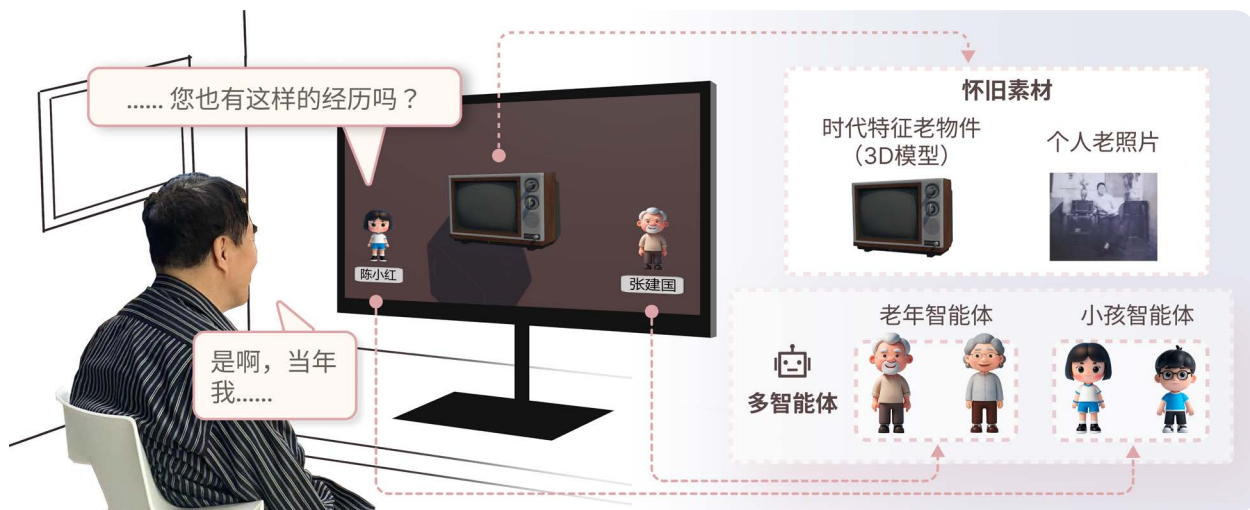 ...... 您也有这样的经历吗？
是啊，当年
我......
陈小红
张建国
怀旧素材
时代特征老物件
（3D模型）
个人老照片
老年智能体
小孩智能体
多智能体